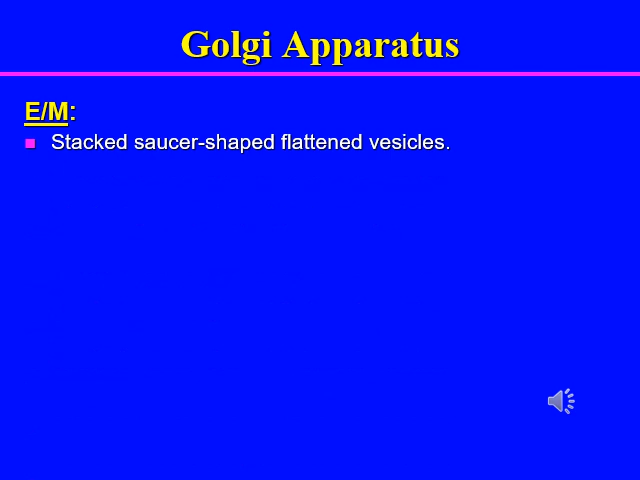 Golgi Apparatus
E/M:
Stacked saucer-shaped flattened vesicles.